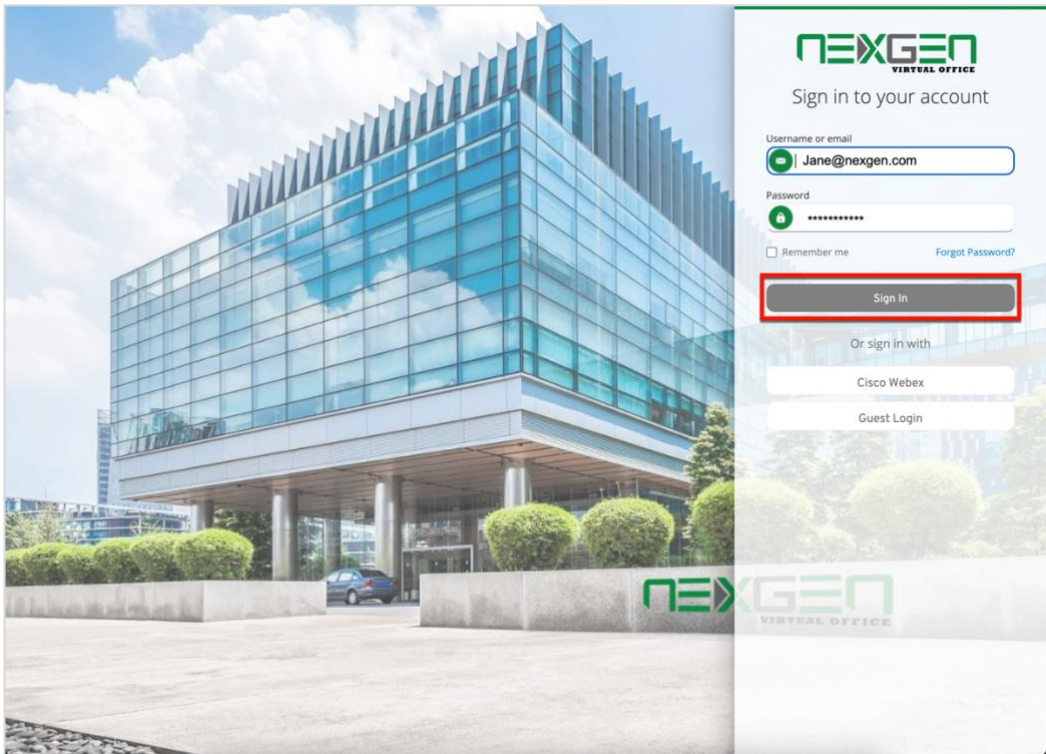 NEXGEN
VIRTUAL OFFICE
Sign in to your account
Username or email
Jane@nexgen.com
Password
***********
Remember me
Forgot Password?
Sign In
Or sign in with
Cisco Webex
Guest Login
NEXGEN
VIRTUAL OFFICE